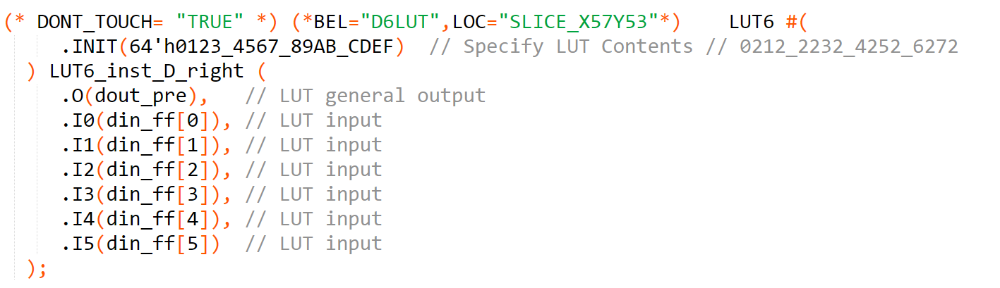 (* DONT_TOUCH= "TRUE" *) (*BEL="D6LUT",LOC="SLICE_X57Y53"*)    LUT6 #(
     .INIT(64'h0123_4567_89AB_CDEF)  // Specify LUT Contents // 0212_2232_4252_6272
  ) LUT6_inst_D_right (
     .O(dout_pre),   // LUT general output
     .I0(din_ff[0]), // LUT input
     .I1(din_ff[1]), // LUT input
     .I2(din_ff[2]), // LUT input
     .I3(din_ff[3]), // LUT input
     .I4(din_ff[4]), // LUT input
     .I5(din_ff[5])  // LUT input
  );